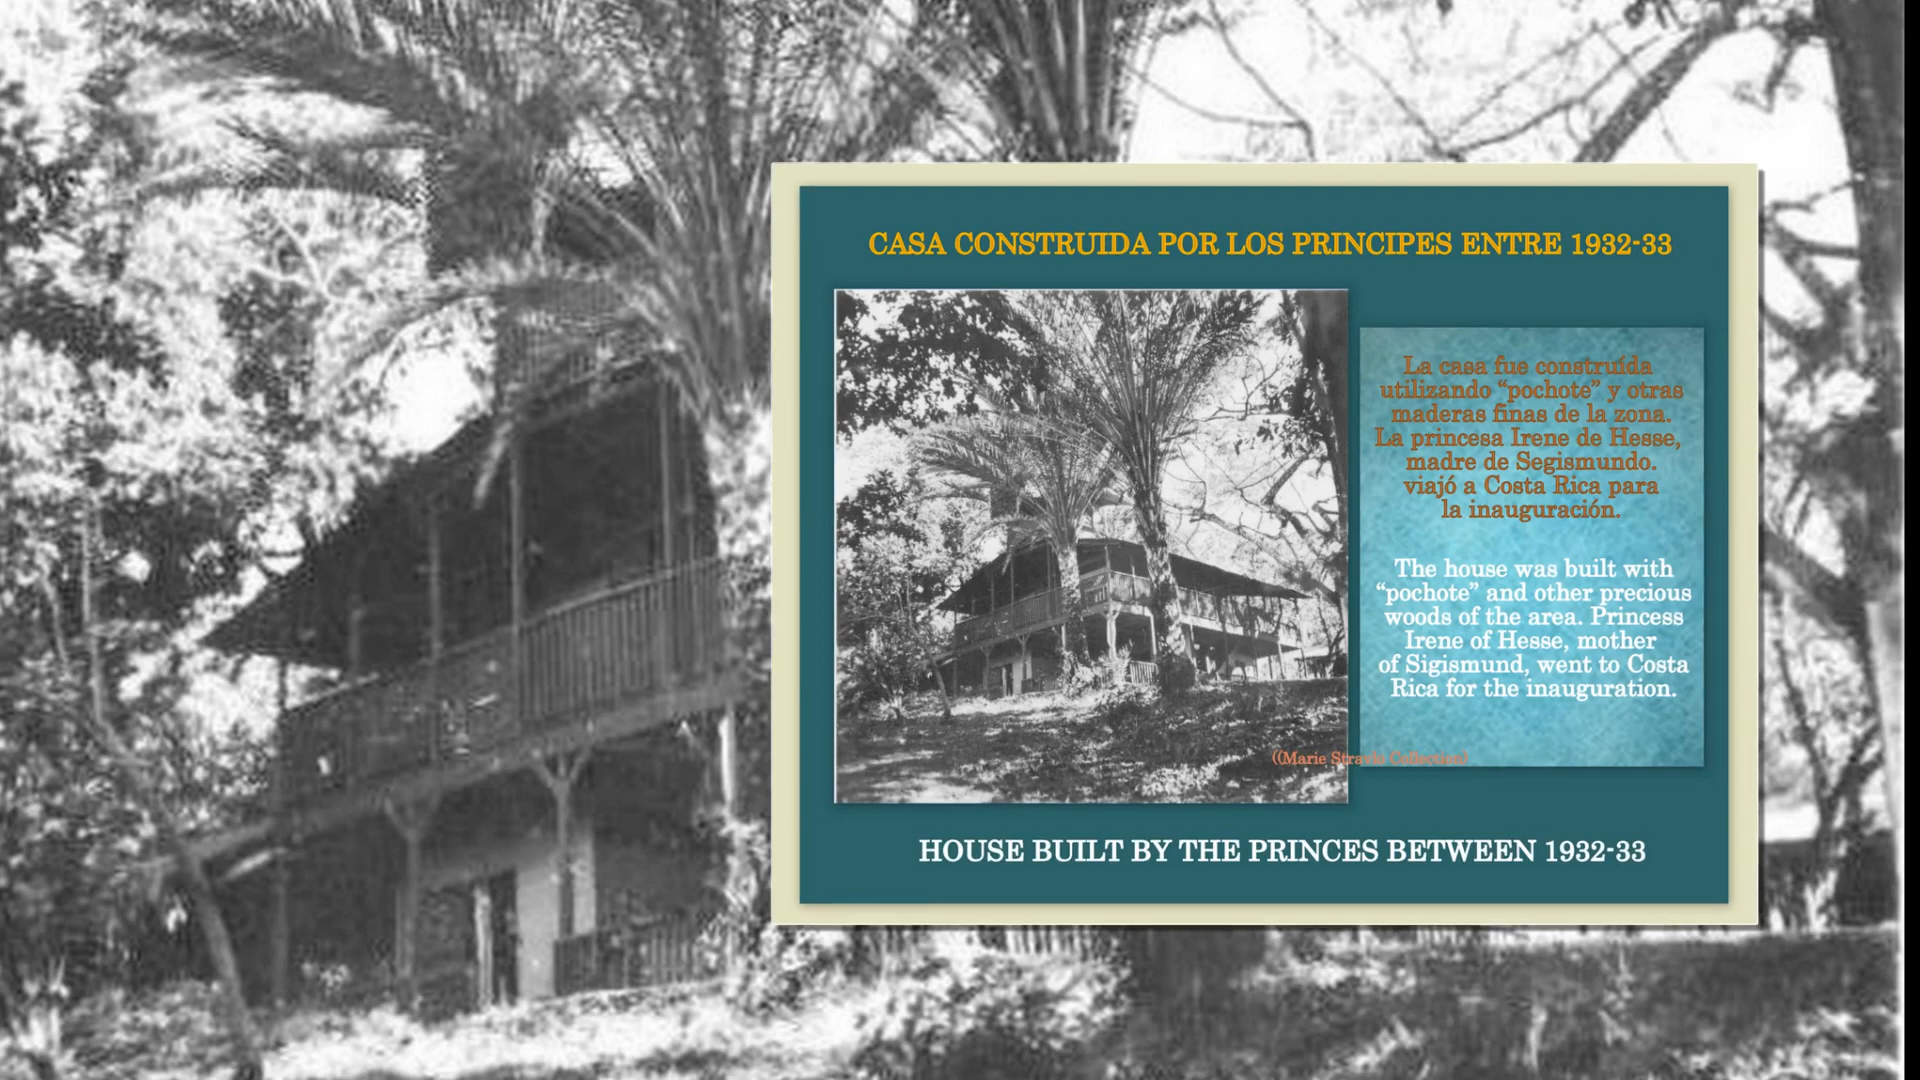 CASA CONSTRUIDA POR LOS PRINCIPES ENTRE 1932-33
La casa fue construída
utilizando “pochote” y otras
maderas finas de la zona.
La princesa Irene de Hesse,
madre de Segismundo.
viajó a Costa Rica para
la inauguración.
The house was built with
“pochote” and other precious
woods of the area. Princess
Irene of Hesse, mother
of Sigismund, went to Costa
Rica for the inauguration.
((Marie Stravlo Collection)
HOUSE BUILT BY THE PRINCES BETWEEN 1932-33